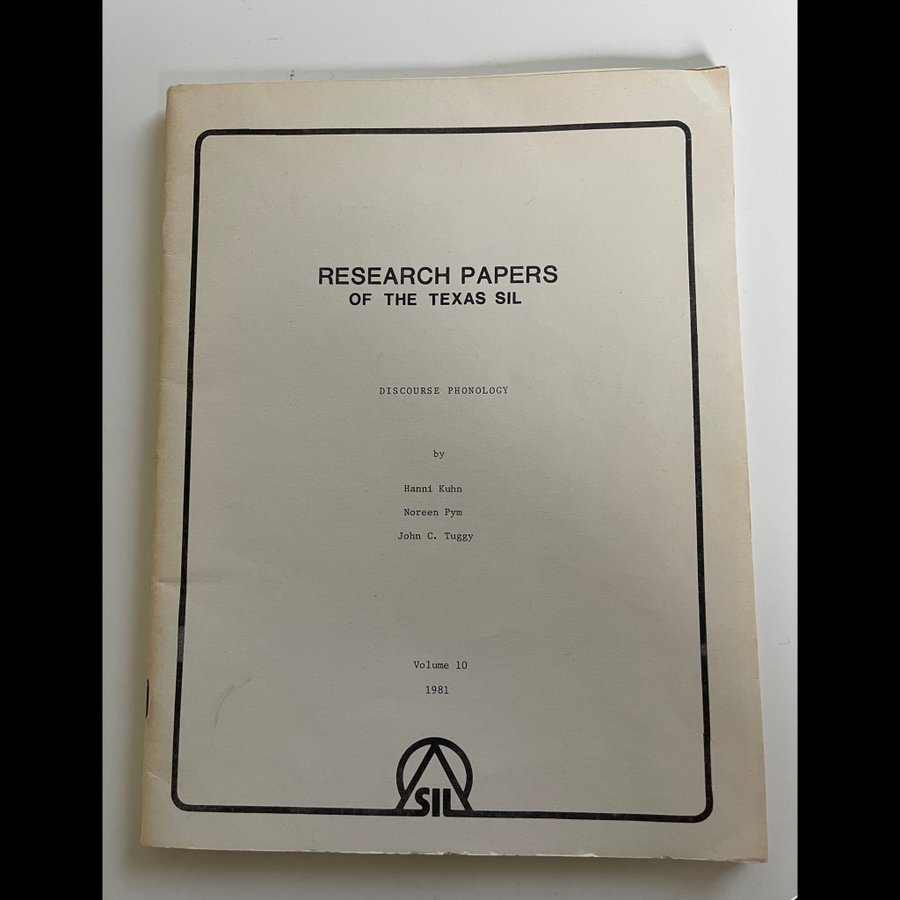 RESEARCH PAPERS
OF THE TEXAS SIL
DISCOURSE PHONOLOGY
by
Hanni Kuhn
Noreen Pym
John C. Tuggy
Volume 10
1981
SIL